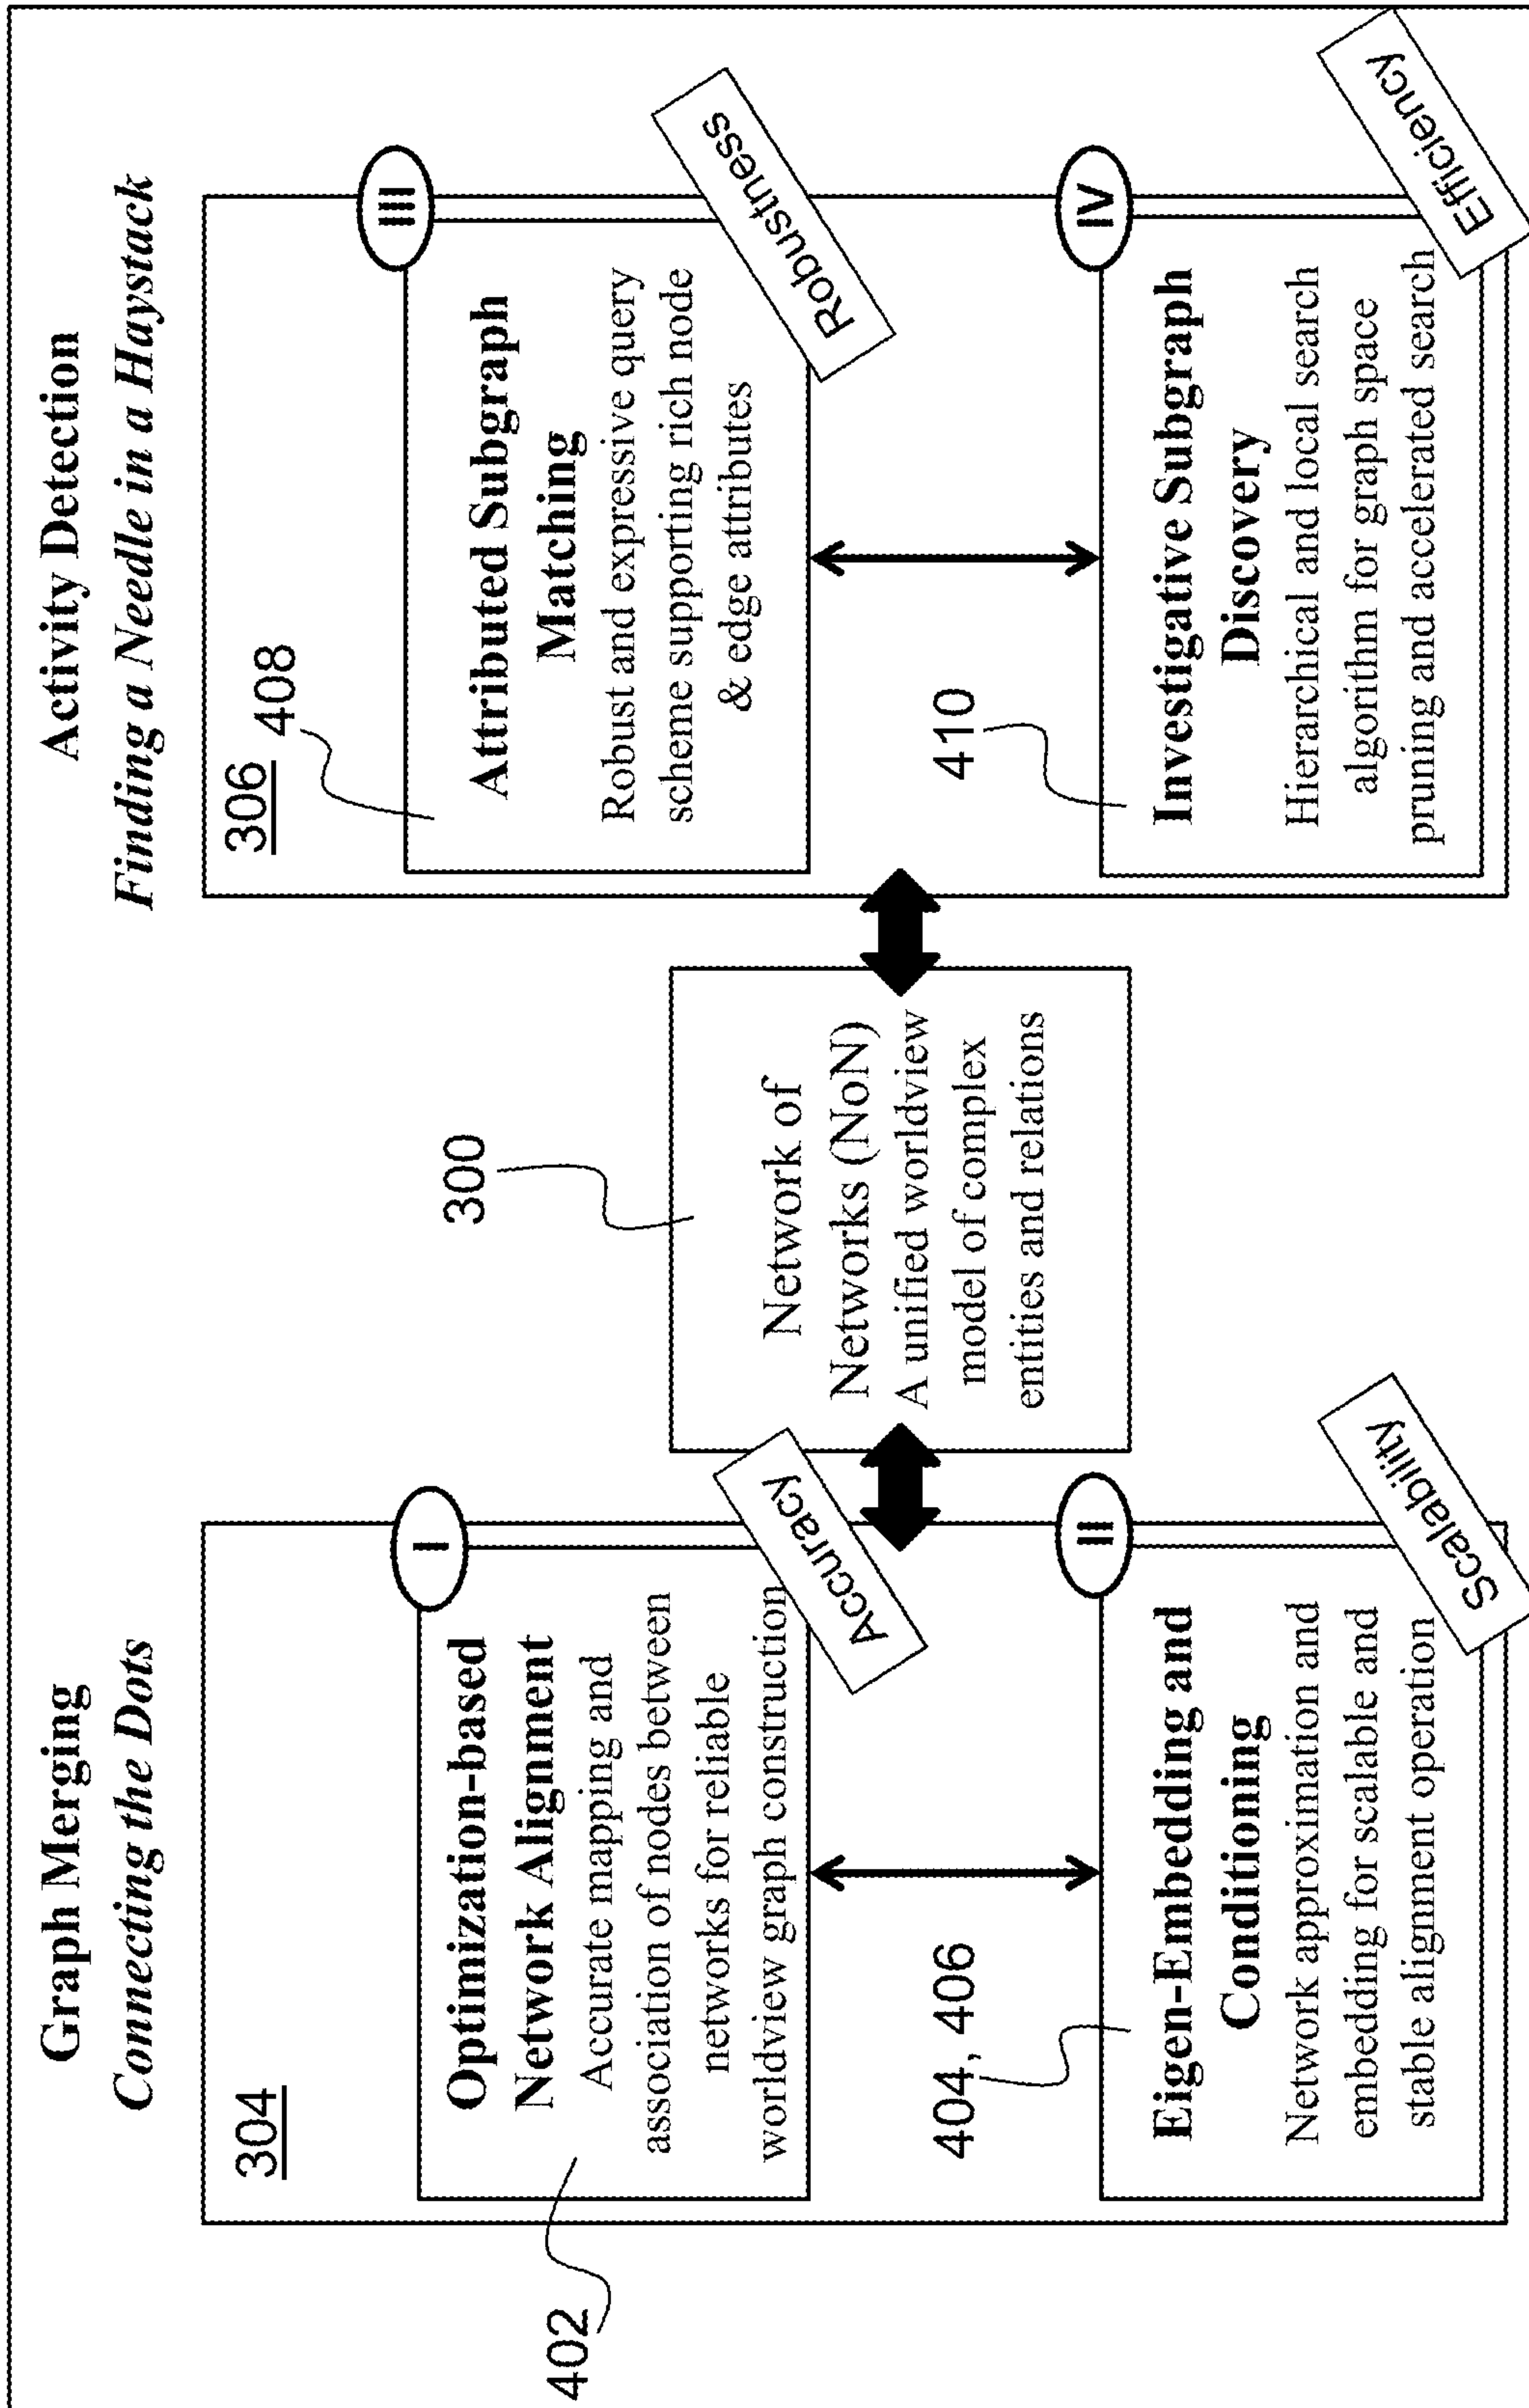 Graph Merging
Connecting the Dots
304
402
I
Optimization-based
Network Alignment
Accurate mapping and
association of nodes between
networks for reliable
worldview graph construction
Accuracy
404, 406
II
Eigen-Embedding and
Conditioning
Network approximation and
embedding for scalable and
stable alignment operation
Scalability
300
Network of
Networks (NoN)
A unified worldview
model of complex
entities and relations
Activity Detection
Finding a Needle in a Haystack
306
408
III
Attributed Subgraph
Matching
Robust and expressive query
scheme supporting rich node
& edge attributes
Robustness
410
IV
Investigative Subgraph
Discovery
Hierarchical and local search
algorithm for graph space
pruning and accelerated search
Efficiency